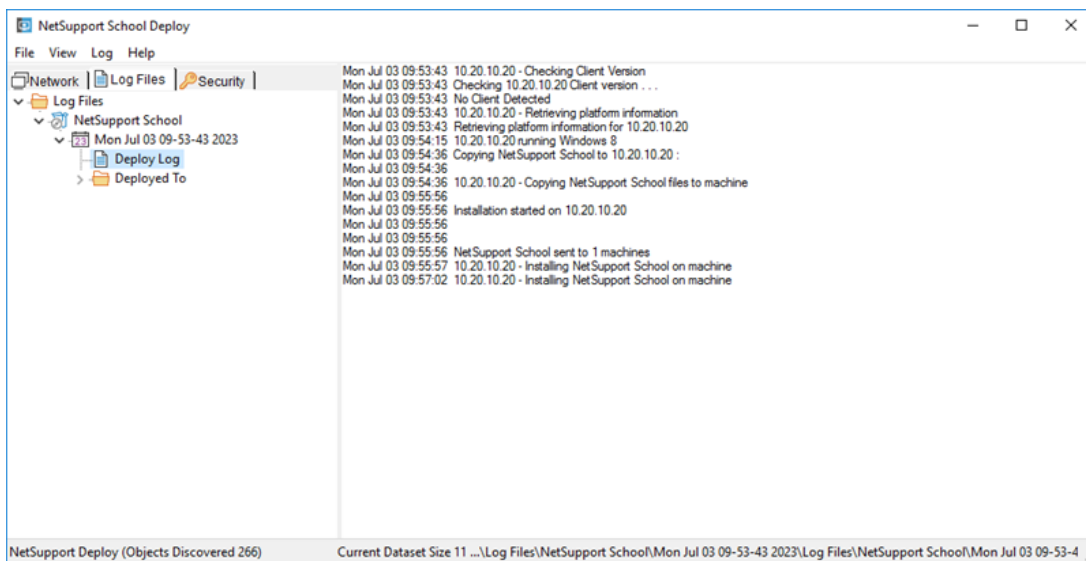 NetSupport School Deploy
File View Log Help
Network Log Files Security
Log Files
NetSupport School
23 Mon Jul 03 09-53-43 2023
Deploy Log
Deployed To
Mon Jul 03 09:53:43 10.20.10.20 - Checking Client Version
Mon Jul 03 09:53:43 Checking 10.20.10.20 Client version . . .
Mon Jul 03 09:53:43 No Client Detected
Mon Jul 03 09:53:43 10.20.10.20 - Retrieving platform information
Mon Jul 03 09:53:43 Retrieving platform information for 10.20.10.20
Mon Jul 03 09:54:15 10.20.10.20 running Windows 8
Mon Jul 03 09:54:36 Copying NetSupport School to 10.20.10.20 :
Mon Jul 03 09:54:36
Mon Jul 03 09:54:36 10.20.10.20 - Copying NetSupport School files to machine
Mon Jul 03 09:55:56
Mon Jul 03 09:55:56 Installation started on 10.20.10.20
Mon Jul 03 09:55:56
Mon Jul 03 09:55:56
Mon Jul 03 09:55:56 NetSupport School sent to 1 machines
Mon Jul 03 09:55:57 10.20.10.20 - Installing NetSupport School on machine
Mon Jul 03 09:57:02 10.20.10.20 - Installing NetSupport School on machine
NetSupport Deploy (Objects Discovered 266)
Current Dataset Size 11 ...\Log Files\NetSupport School\Mon Jul 03 09-53-43 2023\Log Files\NetSupport School\Mon Jul 03 09-53-4